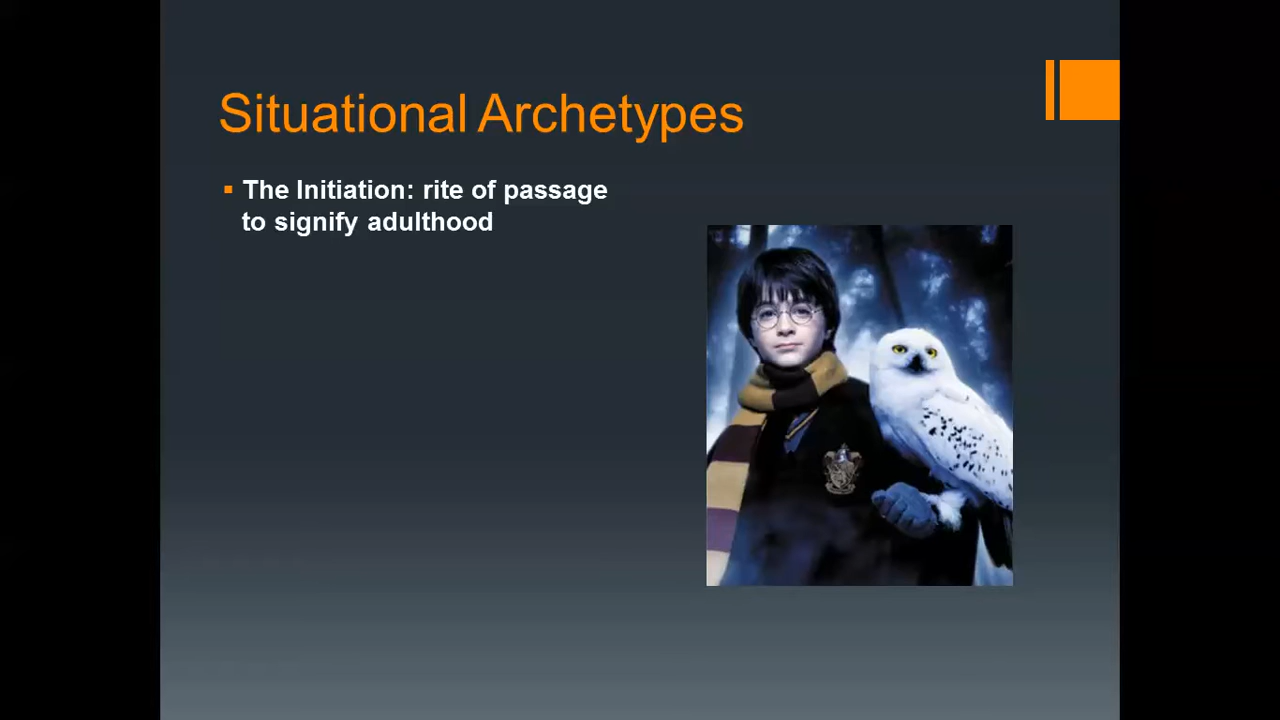 Situational Archetypes
The Initiation: rite of passage
to signify adulthood